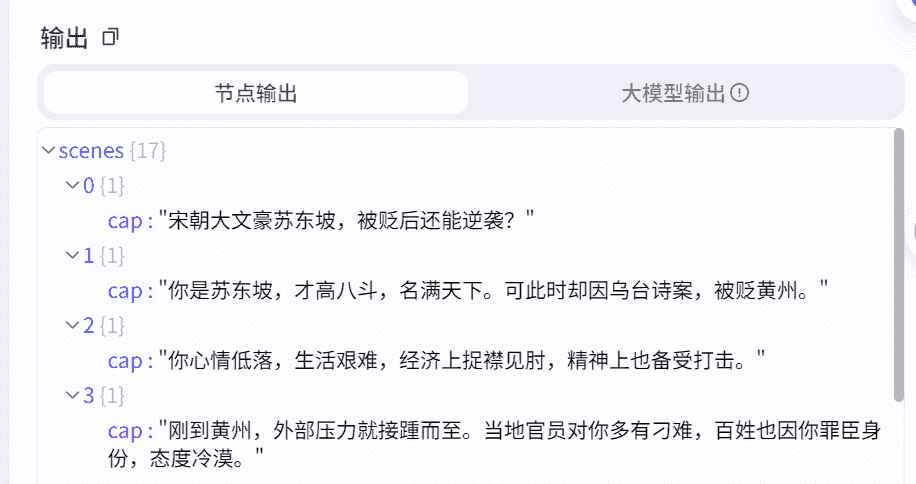 输出
节点输出 大模型输出
scenes {17}
0 {1}
cap : "宋朝大文豪苏东坡，被贬后还能逆袭？"
1 {1}
cap : "你是苏东坡，才高八斗，名满天下。可此时却因乌台诗案，被贬黄州。"
2 {1}
cap : "你心情低落，生活艰难，经济上捉襟见肘，精神上也备受打击。"
3 {1}
cap : "刚到黄州，外部压力就接踵而至。当地官员对你多有刁难，百姓也因你罪臣身
份，态度冷漠。"